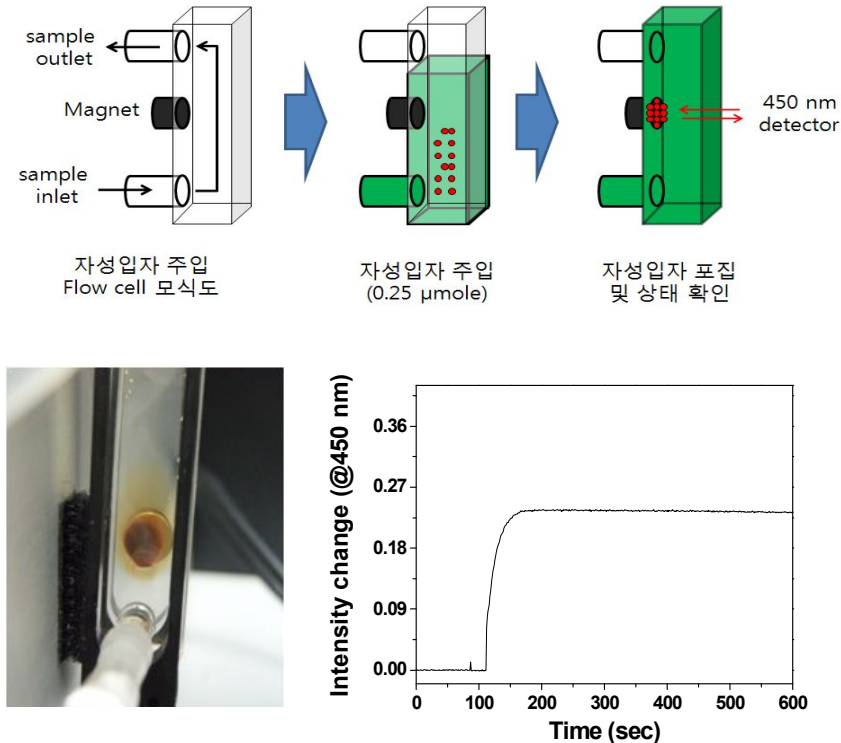 sample
outlet
Magnet
sample
inlet
450 nm
detector
자성입자 주입
Flow cell 모식도
자성입자 주입
(0.25 μmole)
자성입자 포집
및 상태 확인
Intensity change (@450 nm)
0.36
0.27
0.18
0.09
0.00
0 100 200 300 400 500 600
Time (sec)